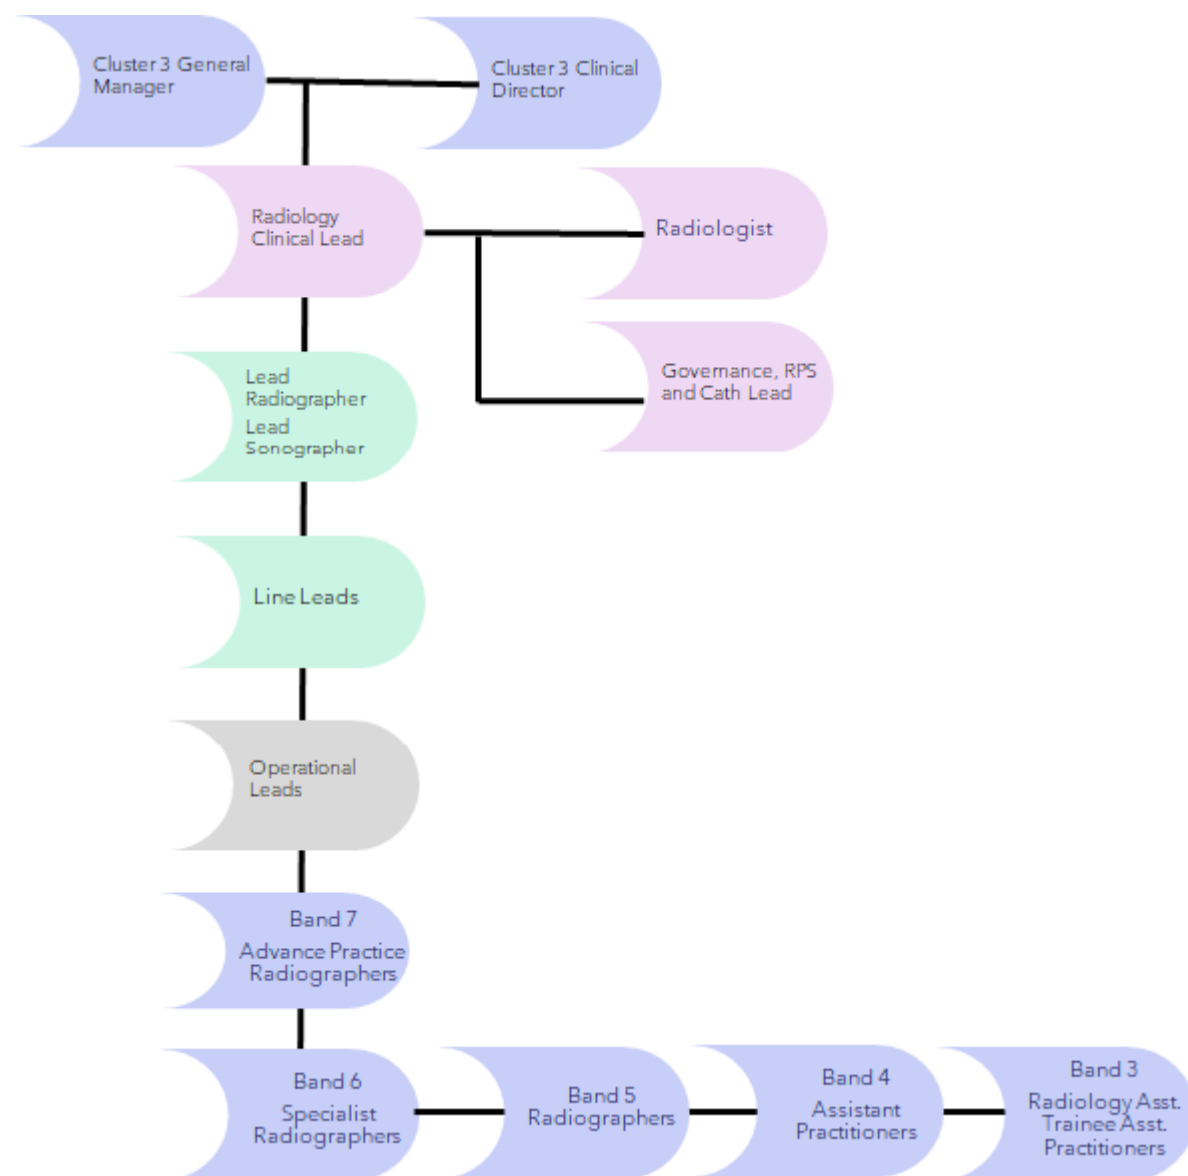 Cluster 3 General
Manager
Cluster 3 Clinical
Director
Radiology
Clinical Lead
Radiologist
Governance, RPS
and Cath Lead
Lead
Radiographer
Lead
Sonographer
Line Leads
Operational
Leads
Band 7
Advance Practice
Radiographers
Band 6
Specialist
Radiographers
Band 5
Radiographers
Band 4
Assistant
Practitioners
Band 3
Radiology Asst.
Trainee Asst.
Practitioners